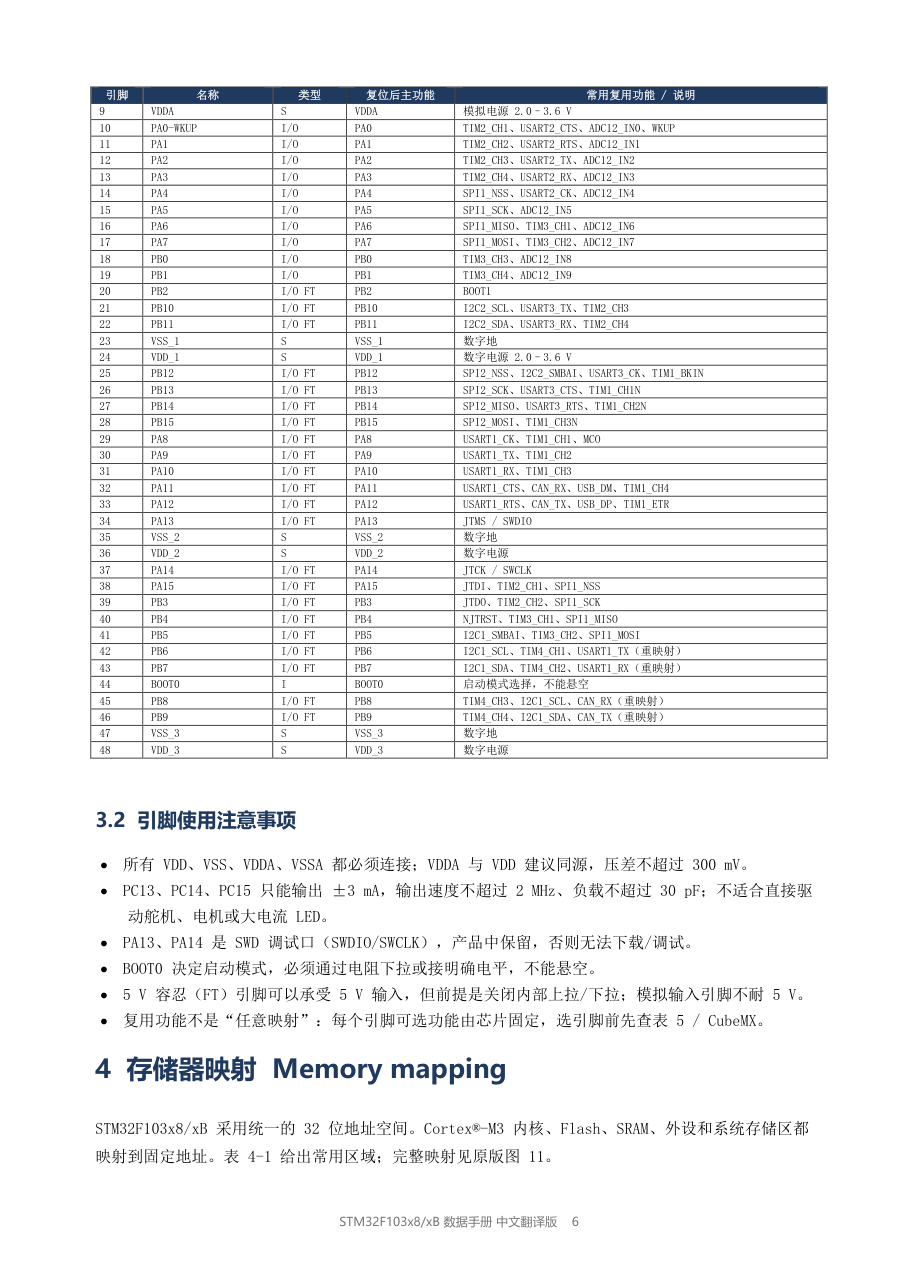 引脚 名称 类型 复位后主功能 常用复用功能 / 说明
9 VDDA S VDDA 模拟电源 2.0–3.6 V
10 PA0-WKUP I/O PA0 TIM2_CH1、USART2_CTS、ADC12_IN0、WKUP
11 PA1 I/O PA1 TIM2_CH2、USART2_RTS、ADC12_IN1
12 PA2 I/O PA2 TIM2_CH3、USART2_TX、ADC12_IN2
13 PA3 I/O PA3 TIM2_CH4、USART2_RX、ADC12_IN3
14 PA4 I/O PA4 SPI1_NSS、USART2_CK、ADC12_IN4
15 PA5 I/O PA5 SPI1_SCK、ADC12_IN5
16 PA6 I/O PA6 SPI1_MISO、TIM3_CH1、ADC12_IN6
17 PA7 I/O PA7 SPI1_MOSI、TIM3_CH2、ADC12_IN7
18 PB0 I/O PB0 TIM3_CH3、ADC12_IN8
19 PB1 I/O PB1 TIM3_CH4、ADC12_IN9
20 PB2 I/O FT PB2 BOOT1
21 PB10 I/O FT PB10 I2C2_SCL、USART3_TX、TIM2_CH3
22 PB11 I/O FT PB11 I2C2_SDA、USART3_RX、TIM2_CH4
23 VSS_1 S VSS_1 数字地
24 VDD_1 S VDD_1 数字电源 2.0–3.6 V
25 PB12 I/O FT PB12 SPI2_NSS、I2C2_SMBAI、USART3_CK、TIM1_BKIN
26 PB13 I/O FT PB13 SPI2_SCK、USART3_CTS、TIM1_CH1N
27 PB14 I/O FT PB14 SPI2_MISO、USART3_RTS、TIM1_CH2N
28 PB15 I/O FT PB15 SPI2_MOSI、TIM1_CH3N
29 PA8 I/O FT PA8 USART1_CK、TIM1_CH1、MCO
30 PA9 I/O FT PA9 USART1_TX、TIM1_CH2
31 PA10 I/O FT PA10 USART1_RX、TIM1_CH3
32 PA11 I/O FT PA11 USART1_CTS、CAN_RX、USB_DM、TIM1_CH4
33 PA12 I/O FT PA12 USART1_RTS、CAN_TX、USB_DP、TIM1_ETR
34 PA13 I/O FT PA13 JTMS / SWDIO
35 VSS_2 S VSS_2 数字地
36 VDD_2 S VDD_2 数字电源
37 PA14 I/O FT PA14 JTCK / SWCLK
38 PA15 I/O FT PA15 JTDI、TIM2_CH1、SPI1_NSS
39 PB3 I/O FT PB3 JTDO、TIM2_CH2、SPI1_SCK
40 PB4 I/O FT PB4 NJTRST、TIM3_CH1、SPI1_MISO
41 PB5 I/O FT PB5 I2C1_SMBAI、TIM3_CH2、SPI1_MOSI
42 PB6 I/O FT PB6 I2C1_SCL、TIM4_CH1、USART1_TX（重映射）
43 PB7 I/O FT PB7 I2C1_SDA、TIM4_CH2、USART1_RX（重映射）
44 BOOT0 I BOOT0 启动模式选择，不能悬空
45 PB8 I/O FT PB8 TIM4_CH3、I2C1_SCL、CAN_RX（重映射）
46 PB9 I/O FT PB9 TIM4_CH4、I2C1_SDA、CAN_TX（重映射）
47 VSS_3 S VSS_3 数字地
48 VDD_3 S VDD_3 数字电源
3.2 引脚使用注意事项
• 所有 VDD、VSS、VDDA、VSSA 都必须连接；VDDA 与 VDD 建议同源，压差不超过 300 mV。
• PC13、PC14、PC15 只能输出 ±3 mA，输出速度不超过 2 MHz、负载不超过 30 pF；不适合直接驱
动舵机、电机或大电流 LED。
• PA13、PA14 是 SWD 调试口（SWDIO/SWCLK），产品中保留，否则无法下载/调试。
• BOOT0 决定启动模式，必须通过电阻下拉或接明确电平，不能悬空。
• 5 V 容忍（FT）引脚可以承受 5 V 输入，但前提是关闭内部上拉/下拉；模拟输入引脚不耐 5 V。
• 复用功能不是“任意映射”：每个引脚可选功能由芯片固定，选引脚前先查表 5 / CubeMX。
4 存储器映射 Memory mapping
STM32F103x8/xB 采用统一的 32 位地址空间。Cortex®-M3 内核、Flash、SRAM、外设和系统存储区都
映射到固定地址。表 4-1 给出常用区域；完整映射见原版图 11。
STM32F103x8/xB 数据手册 中文翻译版 6